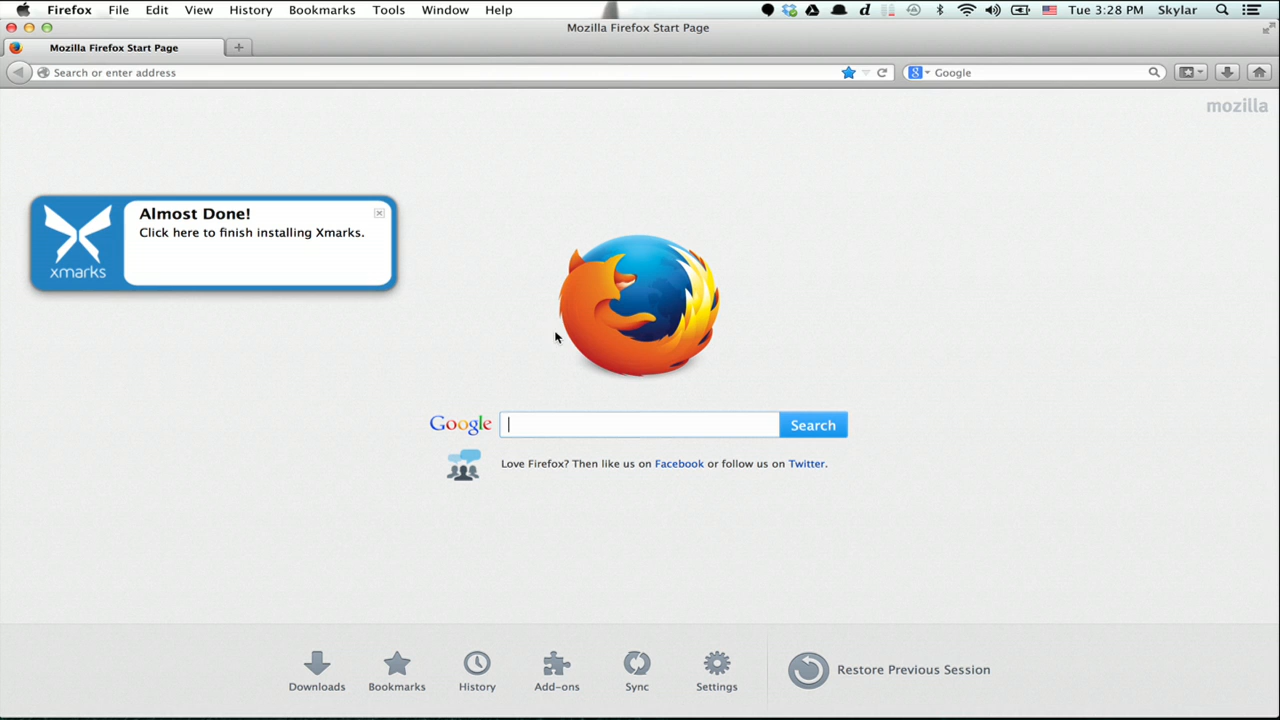 Firefox File Edit View History Bookmarks Tools Window Help d Tue 3:28 PM Skylar
Mozilla Firefox Start Page
Mozilla Firefox Start Page +
Search or enter address 8 Google
mozilla
Almost Done!
Click here to finish installing Xmarks.
xmarks
Google Search
Love Firefox? Then like us on Facebook or follow us on Twitter.
Downloads Bookmarks History Add-ons Sync Settings Restore Previous Session